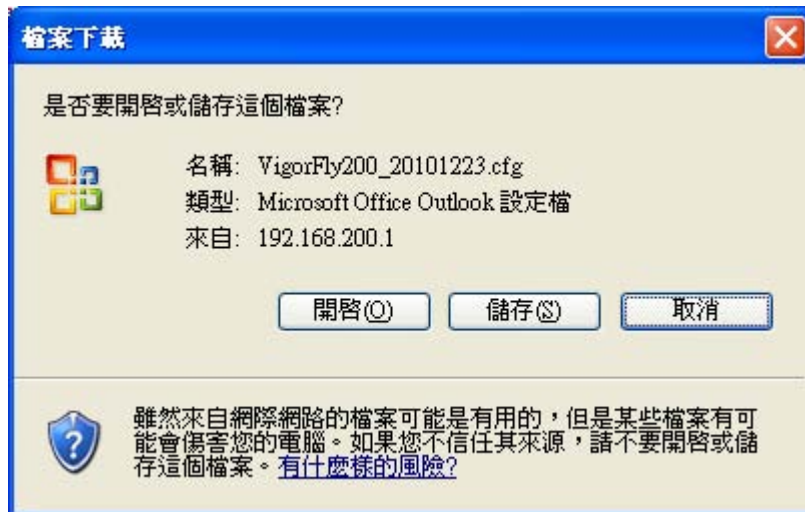 檔案下載
是否要開啓或儲存這個檔案?
名稱: VigorFly200_20101223.cfg
類型: Microsoft Office Outlook 設定檔
來自: 192.168.200.1
開啓(O) 儲存(S) 取消
雖然來自網際網路的檔案可能是有用的，但是某些檔案有可
能會傷害您的電腦。如果您不信任其來源，請不要開啓或儲
存這個檔案。有什麼樣的風險?